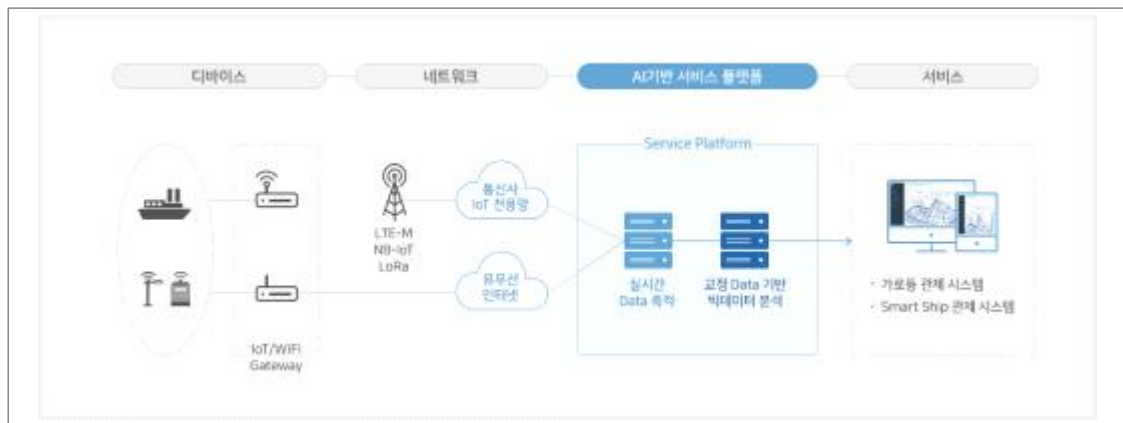 디바이스
네트워크
AI기반 서비스 플랫폼
서비스
Service Platform
통신사
IoT 전용망
LTE-M
NB-IoT
LoRa
유무선
인터넷
IoT/WiFi
Gateway
실시간
Data 축적
교정 Data 기반
빅데이터 분석
· 가로등 관제 시스템
· Smart Ship 관제 시스템